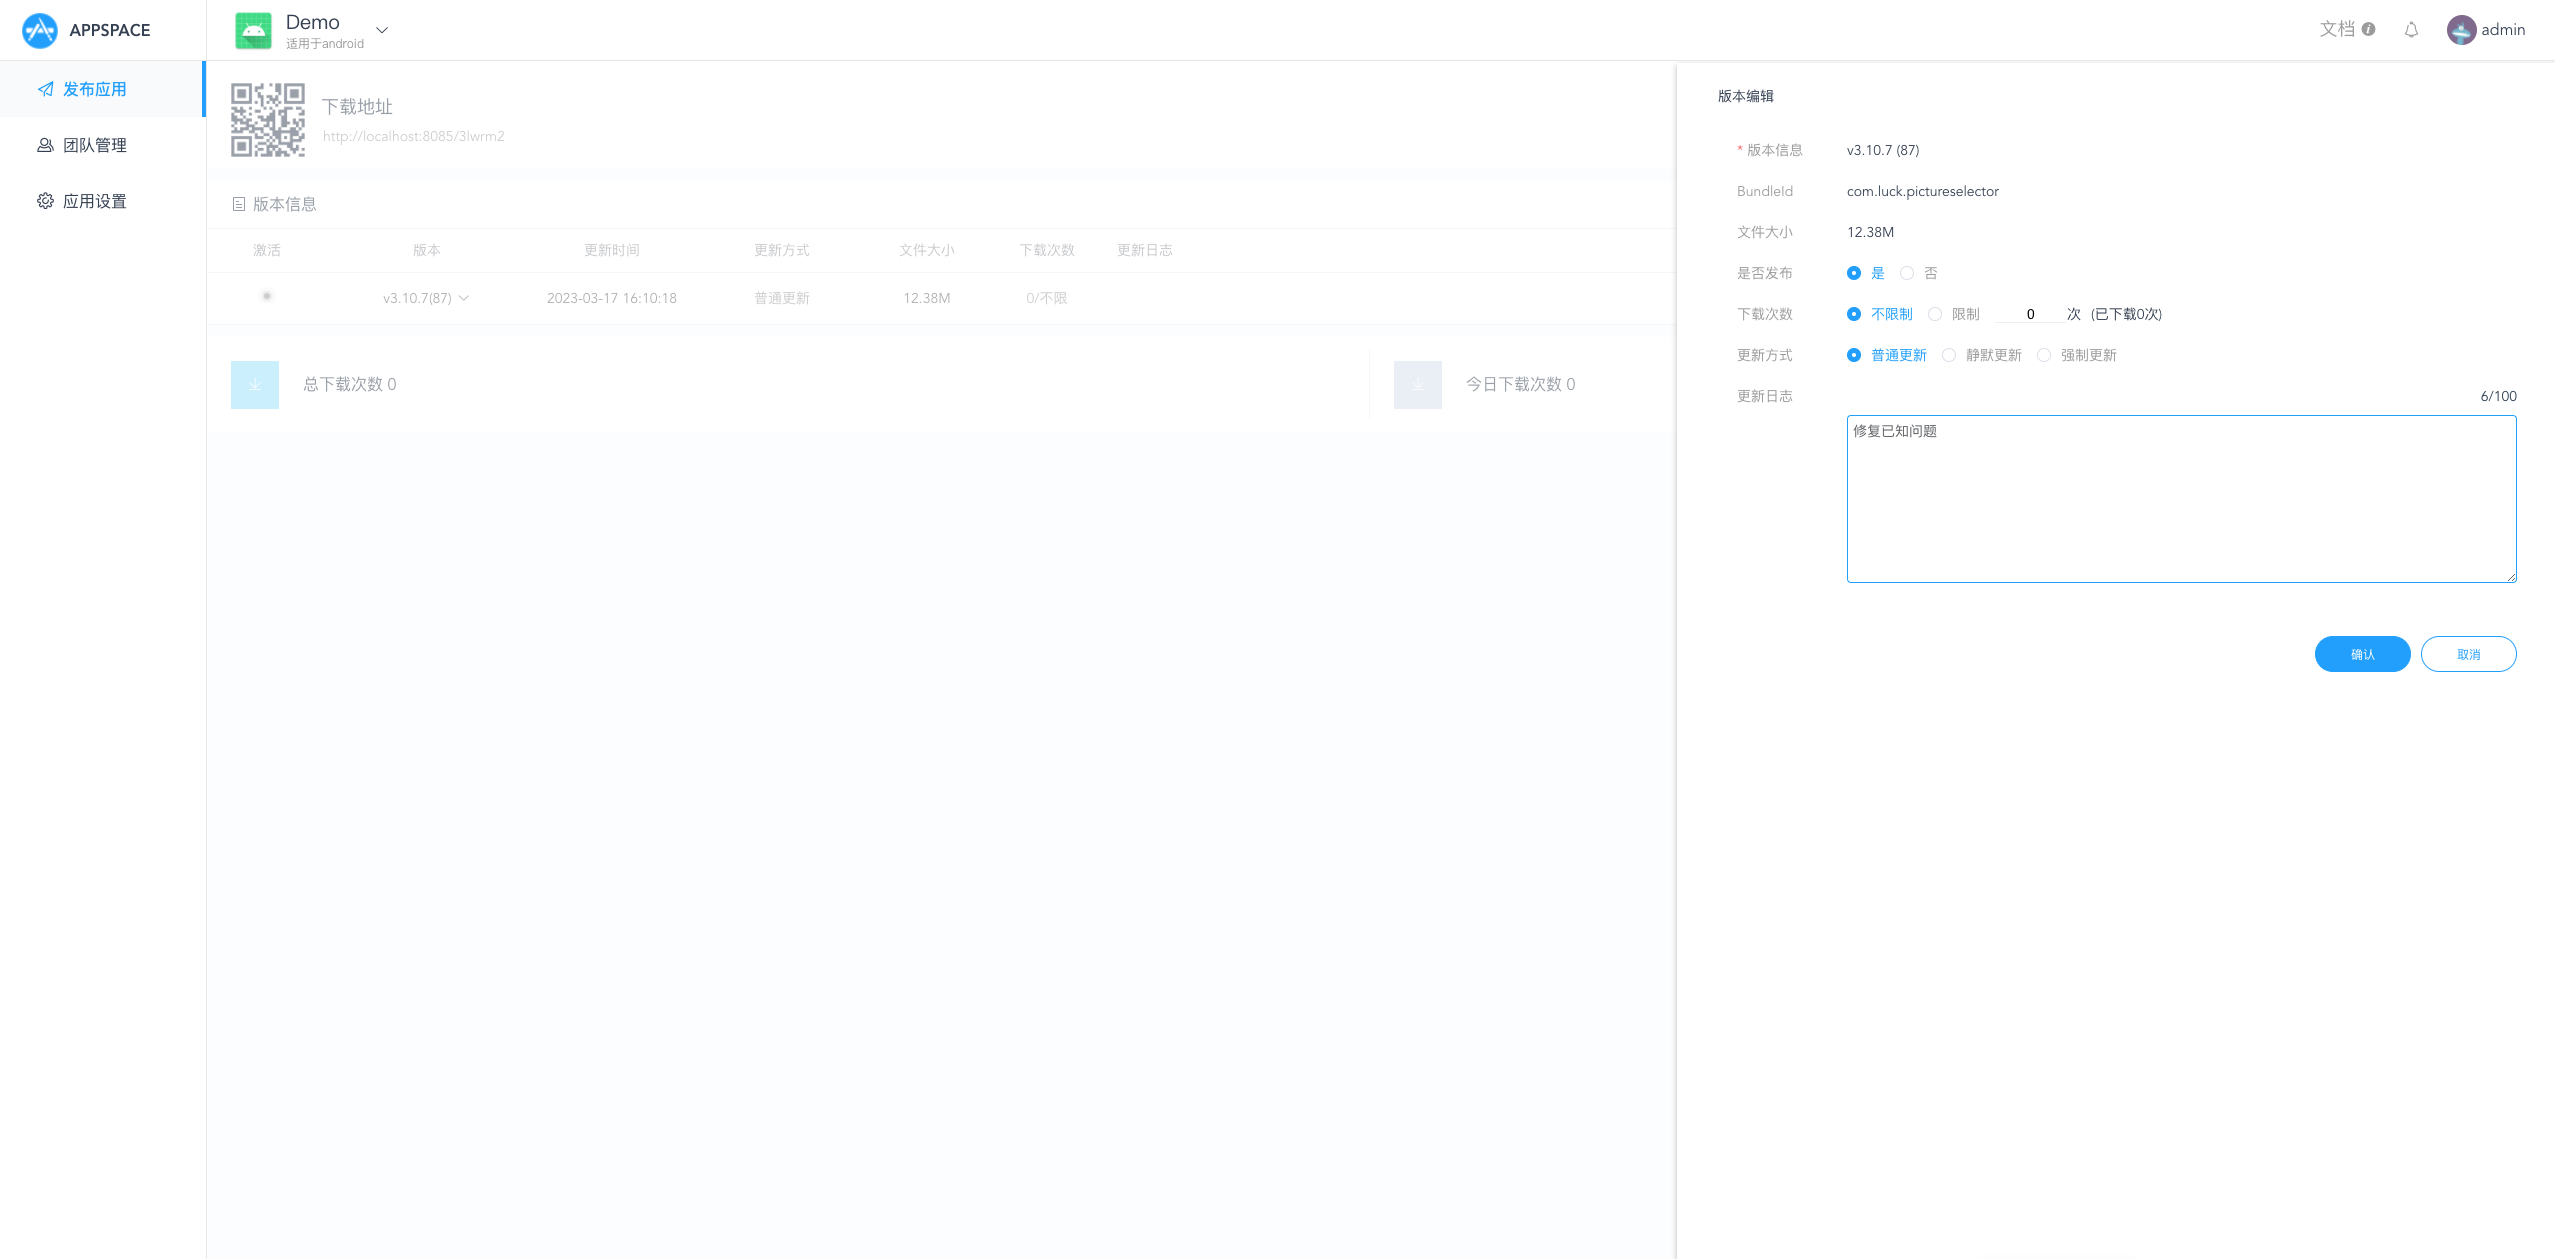 APPSPACE
Demo
适用于android
文档
admin
发布应用
团队管理
应用设置
下载地址
http://localhost:8085/3lwrm2
版本信息
激活 版本 更新时间 更新方式 文件大小 下载次数 更新日志
v3.10.7(87) 2023-03-17 16:10:18 普通更新 12.38M 0/不限
总下载次数 0
今日下载次数 0
版本编辑
* 版本信息 v3.10.7 (87)
BundleId com.luck.pictureselector
文件大小 12.38M
是否发布 是 否
下载次数 不限制 限制 0 次 (已下载0次)
更新方式 普通更新 静默更新 强制更新
更新日志 6/100
修复已知问题
确认 取消